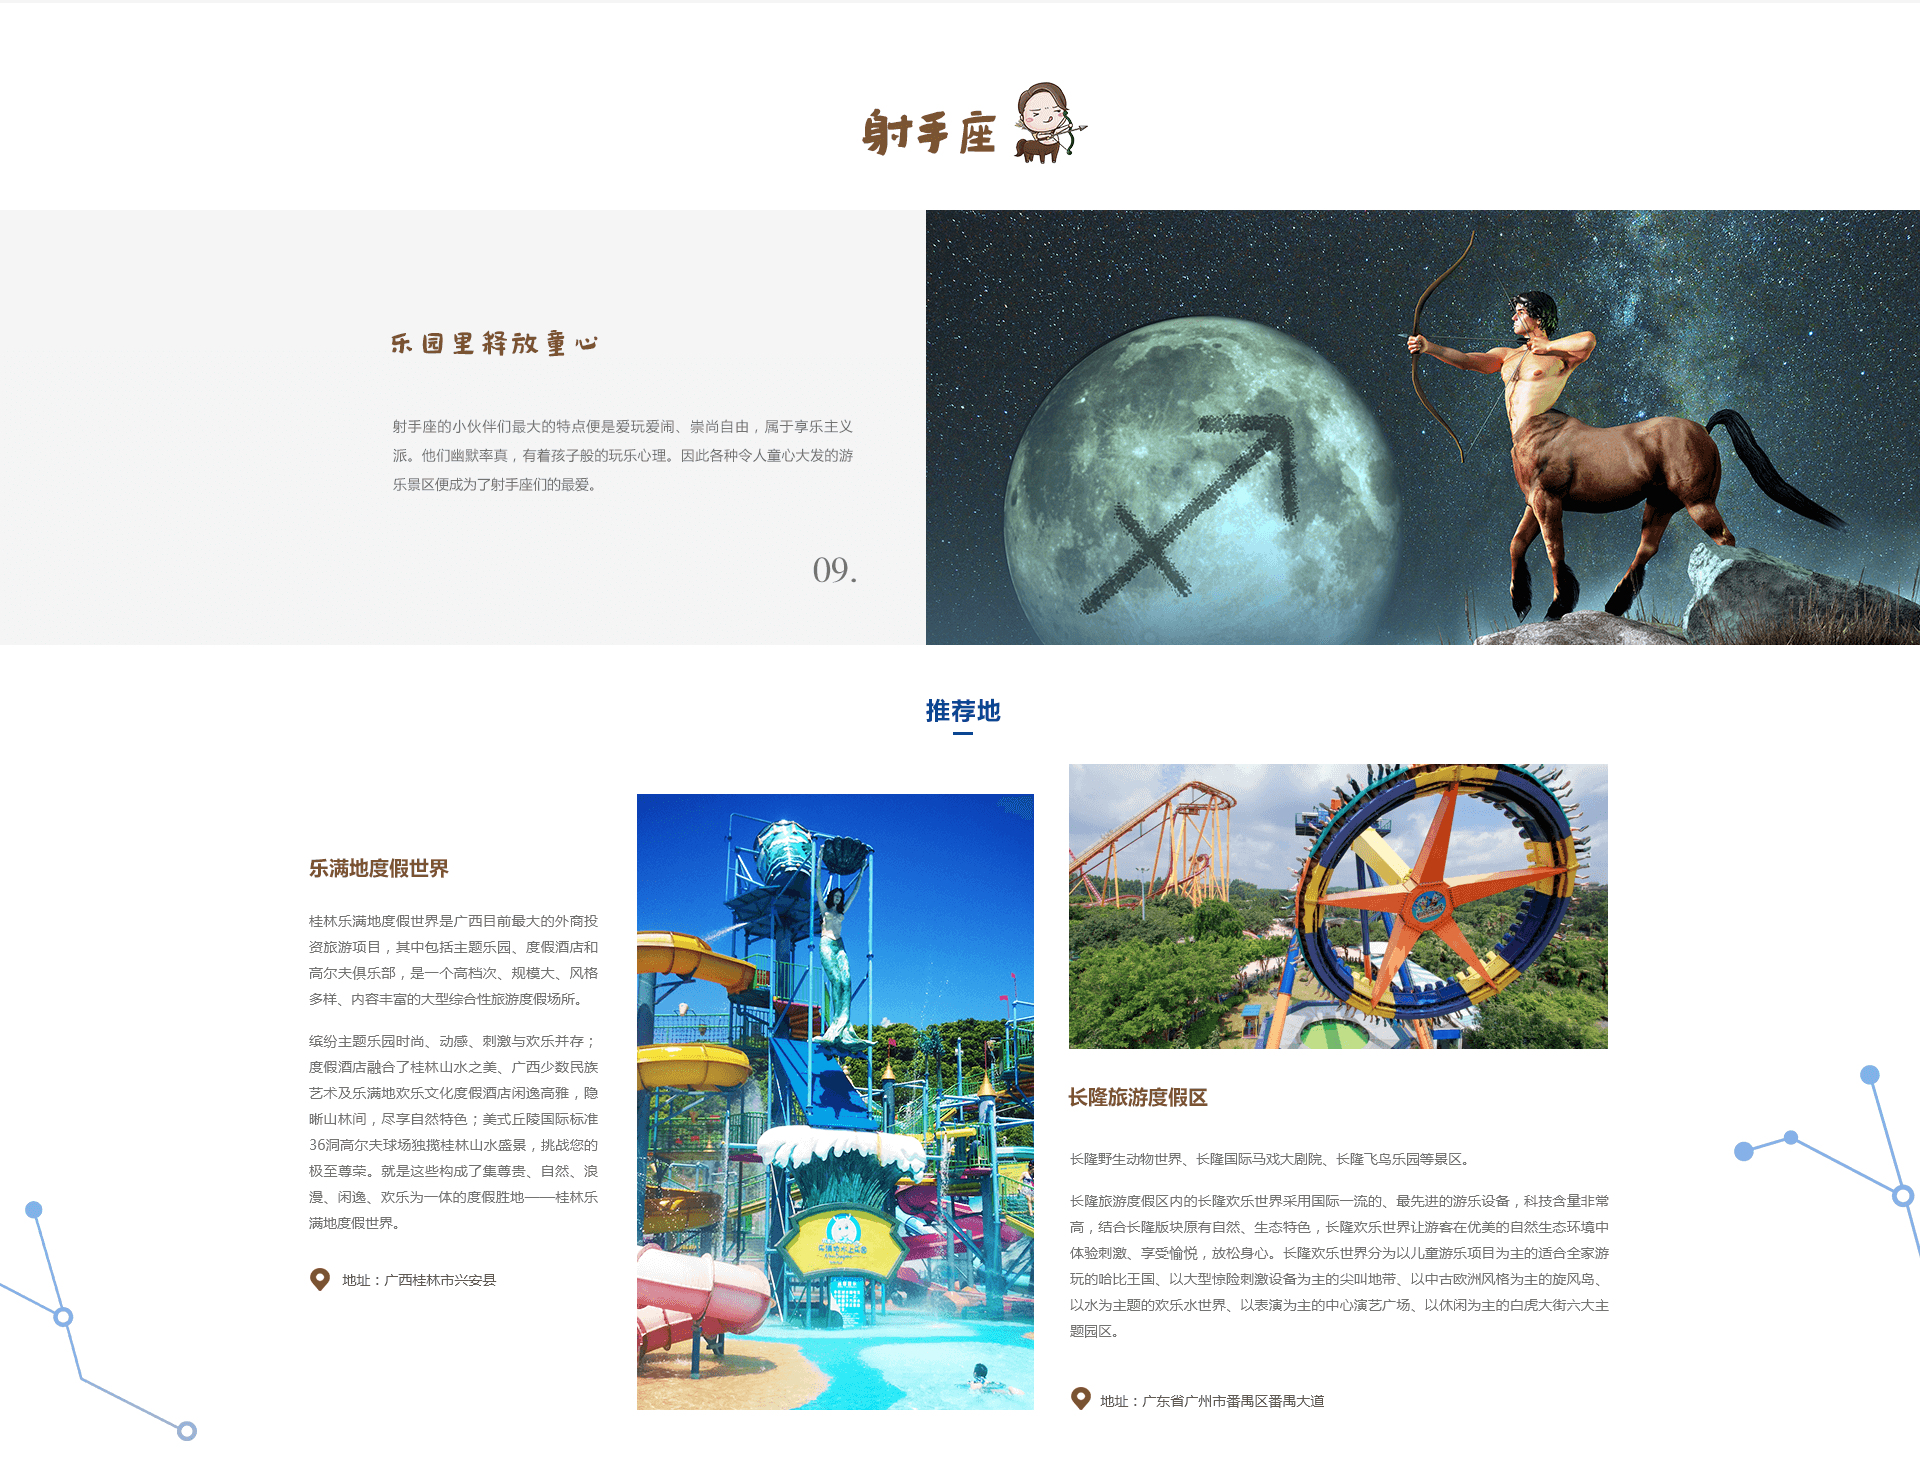 射手座
乐园里释放童心
射手座的小伙伴们最大的特点便是爱玩爱闹、崇尚自由，属于享乐主义
派。他们幽默率真，有着孩子般的玩乐心理。因此各种令人童心大发的游
乐景区便成为了射手座们的最爱。
09.
推荐地
乐满地度假世界
桂林乐满地度假世界是广西目前最大的外商投
资旅游项目，其中包括主题乐园、度假酒店和
高尔夫俱乐部，是一个高档次、规模大、风格
多样、内容丰富的大型综合性旅游度假场所。
缤纷主题乐园时尚、动感、刺激与欢乐并存；
度假酒店融合了桂林山水之美、广西少数民族
艺术及乐满地欢乐文化度假酒店闲逸高雅，隐
晰山林间，尽享自然特色；美式丘陵国际标准
36洞高尔夫球场独揽桂林山水盛景，挑战您的
极至尊荣。就是这些构成了集尊贵、自然、浪
漫、闲逸、欢乐为一体的度假胜地——桂林乐
满地度假世界。
地址：广西桂林市兴安县
乐满地水上乐园
长隆旅游度假区
长隆野生动物世界、长隆国际马戏大剧院、长隆飞鸟乐园等景区。
长隆旅游度假区内的长隆欢乐世界采用国际一流的、最先进的游乐设备，科技含量非常
高，结合长隆版块原有自然、生态特色，长隆欢乐世界让游客在优美的自然生态环境中
体验刺激、享受愉悦，放松身心。长隆欢乐世界分为以儿童游乐项目为主的适合全家游
玩的哈比王国、以大型惊险刺激设备为主的尖叫地带、以中古欧洲风格为主的旋风岛、
以水为主题的欢乐水世界、以表演为主的中心演艺广场、以休闲为主的白虎大街六大主
题园区。
地址：广东省广州市番禺区番禺大道